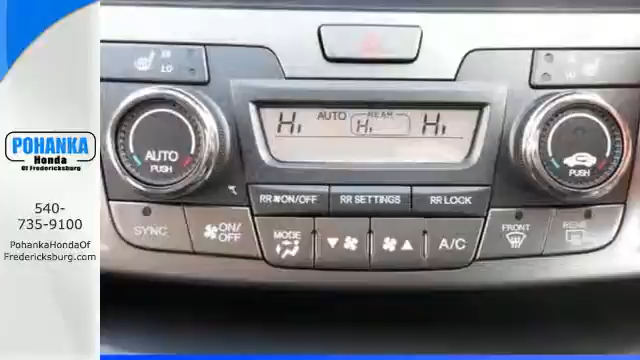 POHANKA
Honda
Of Fredericksburg
540-
735-9100
PohankaHondaOf
Fredericksburg.com
HI
LO
AUTO
REAR
Hi
Hi
Hi
AUTO
PUSH
PUSH
RR ON/OFF
RR SETTINGS
RR LOCK
SYNC
ON/
OFF
MODE
A/C
FRONT
REAR